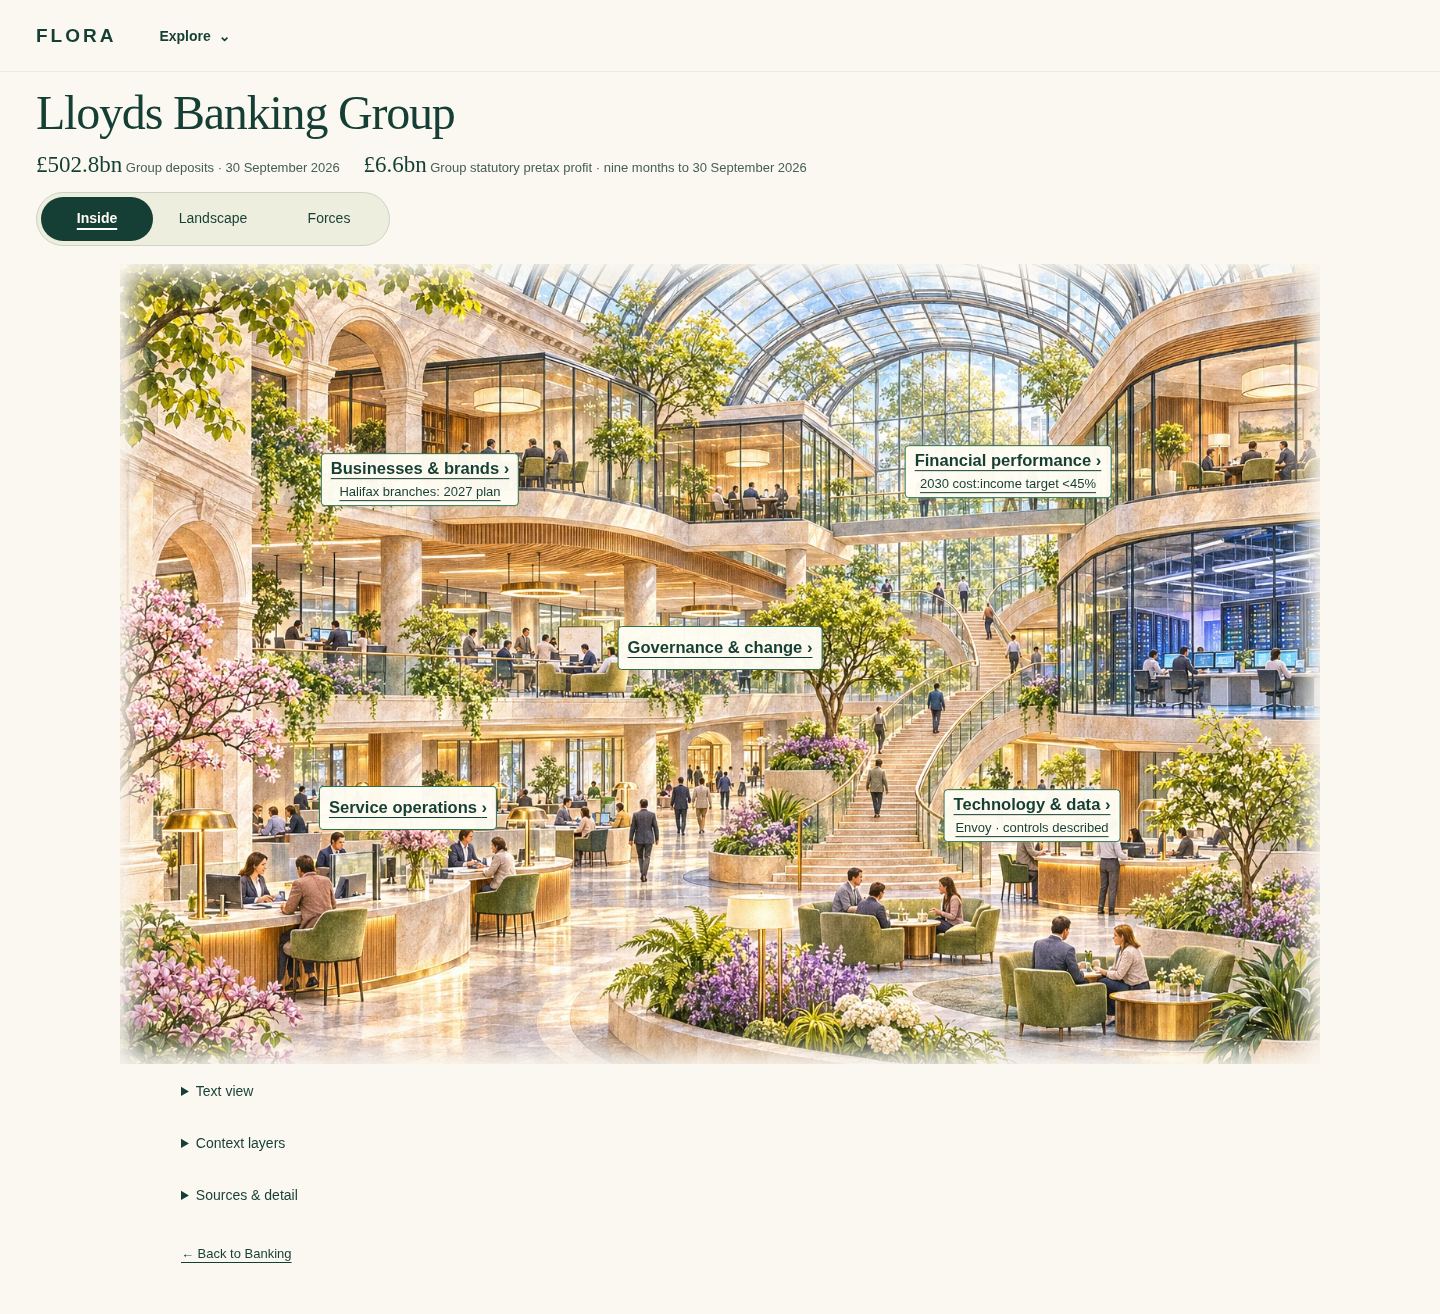 FLORA
Explore ⌄
Lloyds Banking Group
£502.8bn Group deposits · 30 September 2026 £6.6bn Group statutory pretax profit · nine months to 30 September 2026
Inside Landscape Forces
Businesses & brands ›
Halifax branches: 2027 plan
Financial performance ›
2030 cost:income target <45%
Governance & change ›
Service operations ›
Technology & data ›
Envoy · controls described
▶ Text view
▶ Context layers
▶ Sources & detail
← Back to Banking